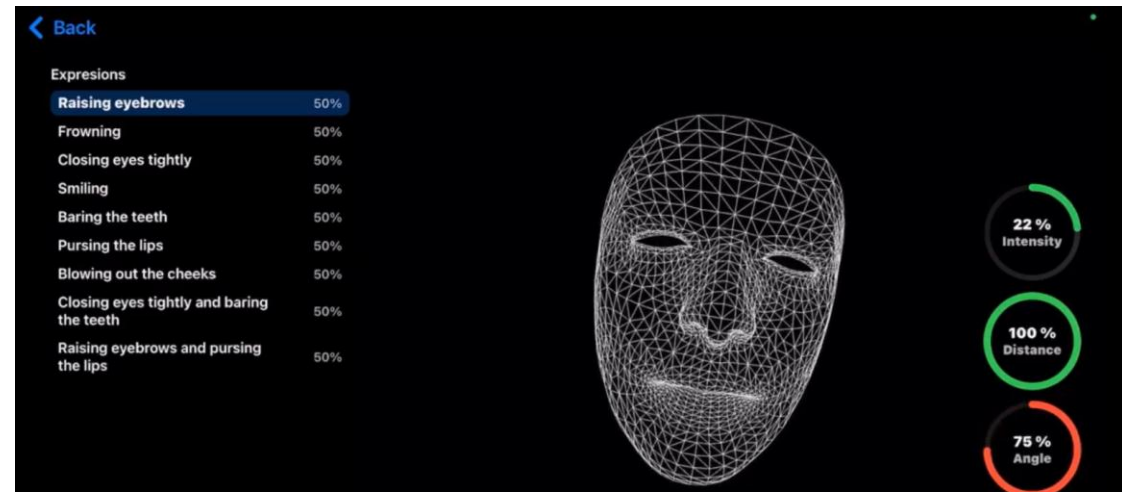 Back
Expresions
Raising eyebrows 50%
Frowning 50%
Closing eyes tightly 50%
Smiling 50%
Baring the teeth 50%
Pursing the lips 50%
Blowing out the cheeks 50%
Closing eyes tightly and baring
the teeth 50%
Raising eyebrows and pursing
the lips 50%
22 %
Intensity
100 %
Distance
75 %
Angle